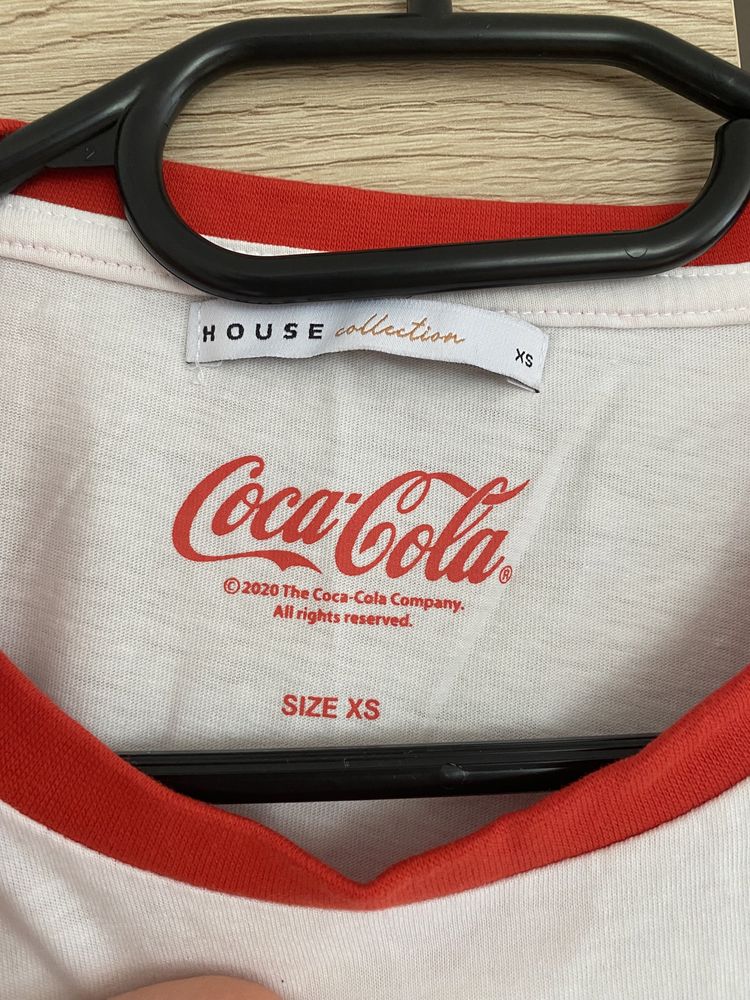 HOUSE collection
XS
Coca-Cola®
© 2020 The Coca-Cola Company.
All rights reserved.
SIZE XS